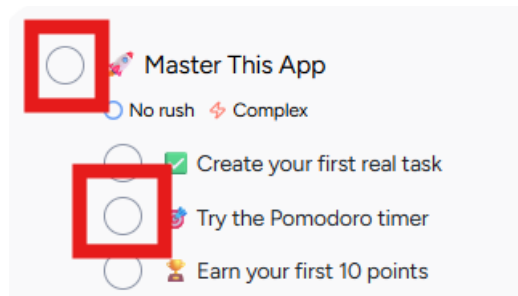 🚀 Master This App
No rush Complex
✅ Create your first real task
🎯 Try the Pomodoro timer
🏆 Earn your first 10 points